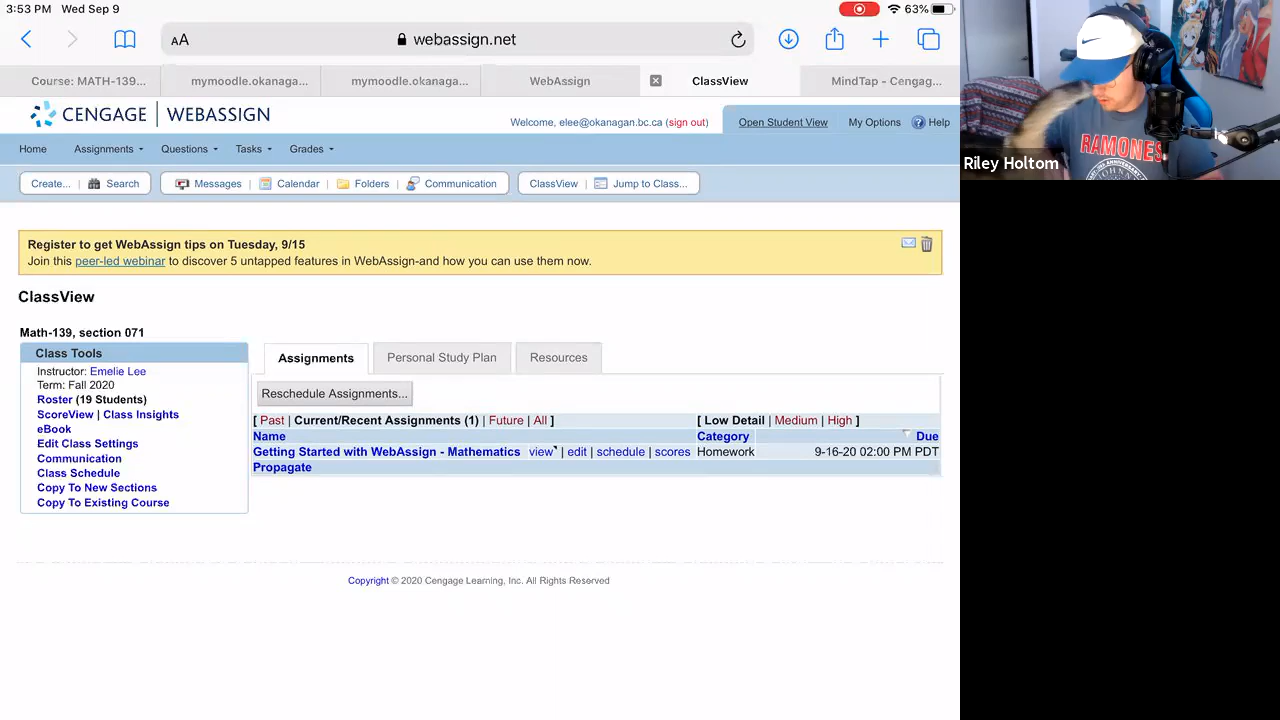 3:53 PM Wed Sep 9 63%
AA webassign.net
Course: MATH-139... mymoodle.okanaga... mymoodle.okanaga... WebAssign ClassView MindTap - Cengag...
CENGAGE | WEBASSIGN
Welcome, elee@okanagan.bc.ca (sign out) Open Student View My Options Help
Home Assignments Questions Tasks Grades
Create... Search Messages Calendar Folders Communication ClassView Jump to Class...
Register to get WebAssign tips on Tuesday, 9/15
Join this peer-led webinar to discover 5 untapped features in WebAssign-and how you can use them now.
ClassView
Math-139, section 071
Class Tools
Instructor: Emelie Lee
Term: Fall 2020
Roster (19 Students)
ScoreView | Class Insights
eBook
Edit Class Settings
Communication
Class Schedule
Copy To New Sections
Copy To Existing Course
Assignments Personal Study Plan Resources
Reschedule Assignments...
[ Past | Current/Recent Assignments (1) | Future | All ] [ Low Detail | Medium | High ]
Name Category Due
Getting Started with WebAssign - Mathematics view edit | schedule | scores Homework 9-16-20 02:00 PM PDT
Propagate
Copyright © 2020 Cengage Learning, Inc. All Rights Reserved
RAMONES
JOHNNY
Riley Holtom